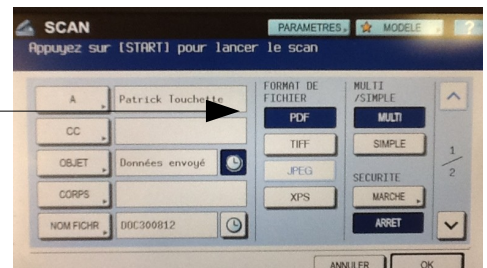 SCAN
PARAMETRES
MODELE
?
Appuyez sur [START] pour lancer le scan
FORMAT DE FICHIER
MULTI /SIMPLE
A
Patrick Touchette
PDF
MULTI
CC
TIFF
SIMPLE
1/2
OBJET
Données envoyé
JPEG
SECURITE
CORPS
XPS
MARCHE
NOM FICHR
DOC300812
ARRET
ANNULER
OK